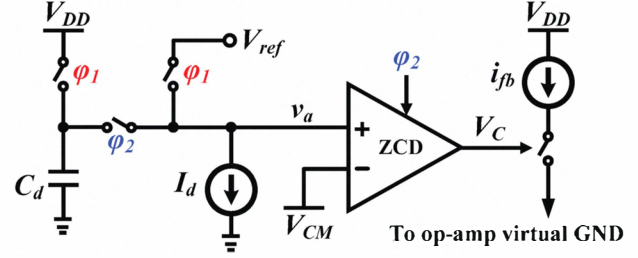 V_DD
V_DD
φ1
V_ref
φ1
φ2
i_fb
φ2
v_a
+
ZCD
V_C
−
C_d
I_d
V_CM
To op-amp virtual GND